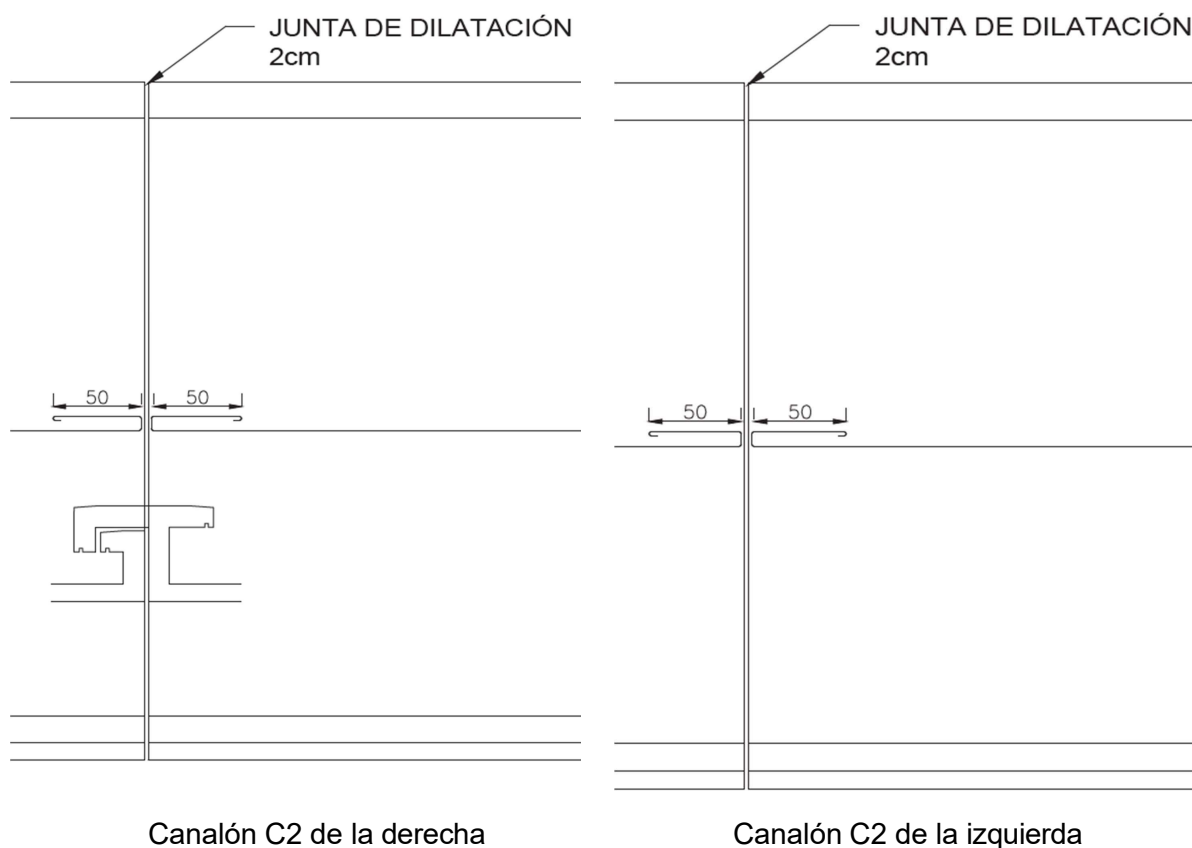 JUNTA DE DILATACIÓN
2cm
50 50
Canalón C2 de la derecha
JUNTA DE DILATACIÓN
2cm
50 50
Canalón C2 de la izquierda